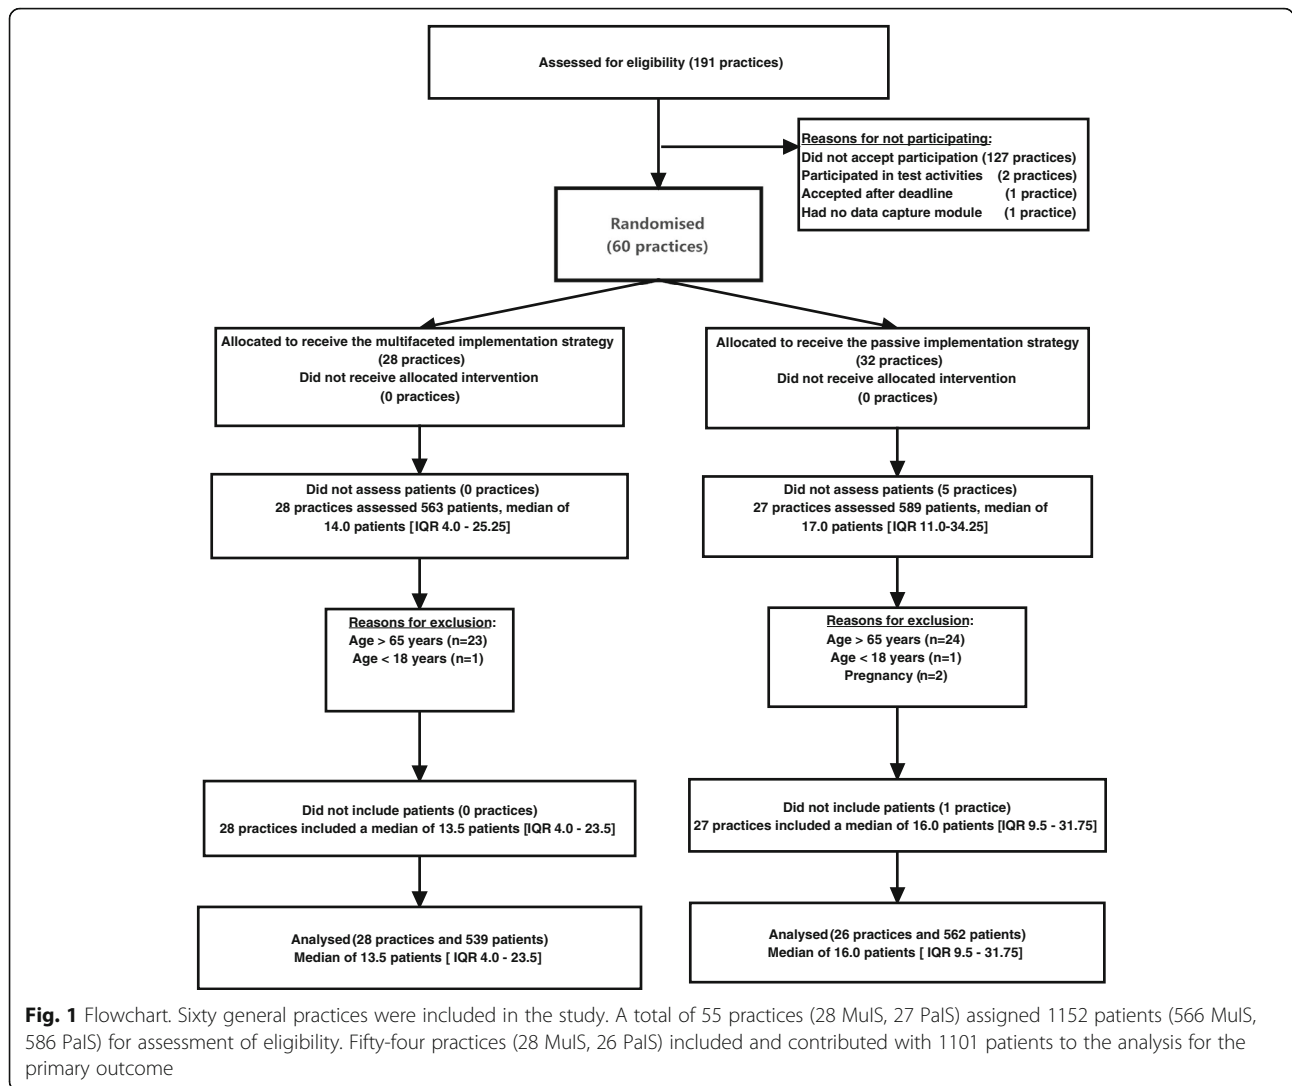 Assessed for eligibility (191 practices)
Reasons for not participating:
Did not accept participation (127 practices)
Participated in test activities (2 practices)
Accepted after deadline (1 practice)
Had no data capture module (1 practice)
Randomised
(60 practices)
Allocated to receive the multifaceted implementation strategy
(28 practices)
Did not receive allocated intervention
(0 practices)
Allocated to receive the passive implementation strategy
(32 practices)
Did not receive allocated intervention
(0 practices)
Did not assess patients (0 practices)
28 practices assessed 563 patients, median of
14.0 patients [IQR 4.0 - 25.25]
Did not assess patients (5 practices)
27 practices assessed 589 patients, median of
17.0 patients [IQR 11.0-34.25]
Reasons for exclusion:
Age > 65 years (n=23)
Age < 18 years (n=1)
Reasons for exclusion:
Age > 65 years (n=24)
Age < 18 years (n=1)
Pregnancy (n=2)
Did not include patients (0 practices)
28 practices included a median of 13.5 patients [IQR 4.0 - 23.5]
Did not include patients (1 practice)
27 practices included a median of 16.0 patients [IQR 9.5 - 31.75]
Analysed (28 practices and 539 patients)
Median of 13.5 patients [ IQR 4.0 - 23.5]
Analysed (26 practices and 562 patients)
Median of 16.0 patients [ IQR 9.5 - 31.75]
Fig. 1 Flowchart. Sixty general practices were included in the study. A total of 55 practices (28 MuIS, 27 PaIS) assigned 1152 patients (566 MuIS,
586 PaIS) for assessment of eligibility. Fifty-four practices (28 MuIS, 26 PaIS) included and contributed with 1101 patients to the analysis for the
primary outcome